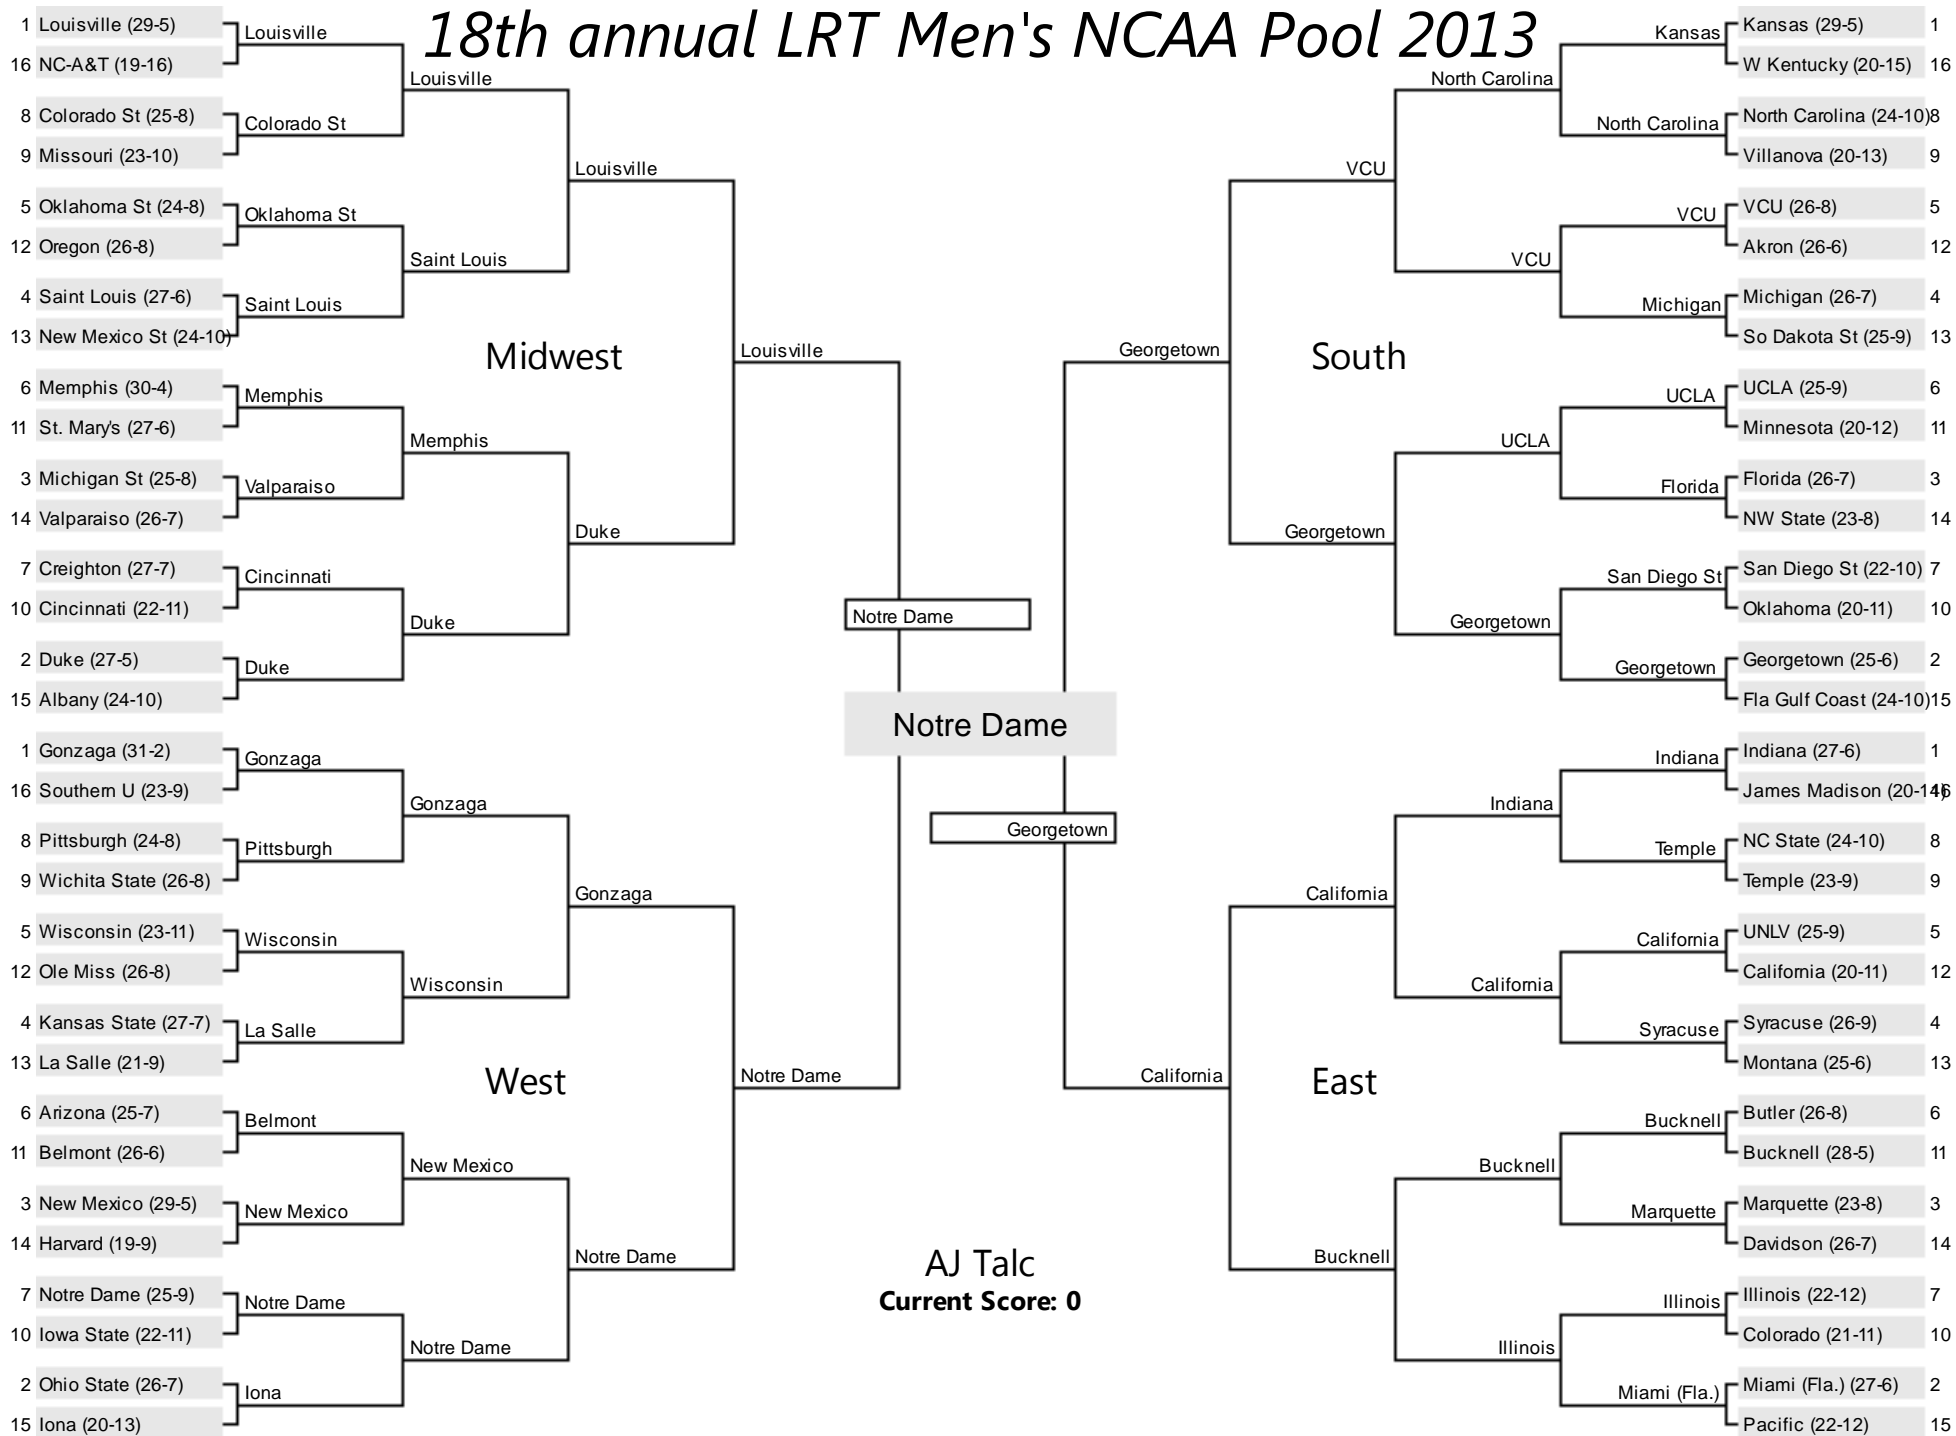 18th annual LRT Men's NCAA Pool 2013
1 Louisville (29-5)
16 NC-A&T (19-16)
8 Colorado St (25-8)
9 Missouri (23-10)
5 Oklahoma St (24-8)
12 Oregon (26-8)
4 Saint Louis (27-6)
13 New Mexico St (24-10)
6 Memphis (30-4)
11 St. Mary's (27-6)
3 Michigan St (25-8)
14 Valparaiso (26-7)
7 Creighton (27-7)
10 Cincinnati (22-11)
2 Duke (27-5)
15 Albany (24-10)
Louisville
Colorado St
Oklahoma St
Saint Louis
Memphis
Valparaiso
Cincinnati
Duke
Louisville
Saint Louis
Memphis
Duke
Louisville
Duke
Louisville
Midwest
1 Gonzaga (31-2)
16 Southern U (23-9)
8 Pittsburgh (24-8)
9 Wichita State (26-8)
5 Wisconsin (23-11)
12 Ole Miss (26-8)
4 Kansas State (27-7)
13 La Salle (21-9)
6 Arizona (25-7)
11 Belmont (26-6)
3 New Mexico (29-5)
14 Harvard (19-9)
7 Notre Dame (25-9)
10 Iowa State (22-11)
2 Ohio State (26-7)
15 Iona (20-13)
Gonzaga
Pittsburgh
Wisconsin
La Salle
Belmont
New Mexico
Notre Dame
Iona
Gonzaga
Wisconsin
New Mexico
Notre Dame
Gonzaga
Notre Dame
Notre Dame
West
Notre Dame
Notre Dame
Georgetown
AJ Talc
Current Score: 0
Kansas (29-5) 1
W Kentucky (20-15) 16
North Carolina (24-10) 8
Villanova (20-13) 9
VCU (26-8) 5
Akron (26-6) 12
Michigan (26-7) 4
So Dakota St (25-9) 13
UCLA (25-9) 6
Minnesota (20-12) 11
Florida (26-7) 3
NW State (23-8) 14
San Diego St (22-10) 7
Oklahoma (20-11) 10
Georgetown (25-6) 2
Fla Gulf Coast (24-10) 15
Kansas
North Carolina
VCU
Michigan
UCLA
Florida
San Diego St
Georgetown
North Carolina
VCU
UCLA
Georgetown
VCU
Georgetown
Georgetown
South
Indiana (27-6) 1
James Madison (20-14) 16
NC State (24-10) 8
Temple (23-9) 9
UNLV (25-9) 5
California (20-11) 12
Syracuse (26-9) 4
Montana (25-6) 13
Butler (26-8) 6
Bucknell (28-5) 11
Marquette (23-8) 3
Davidson (26-7) 14
Illinois (22-12) 7
Colorado (21-11) 10
Miami (Fla.) (27-6) 2
Pacific (22-12) 15
Indiana
Temple
California
Syracuse
Bucknell
Marquette
Illinois
Miami (Fla.)
Indiana
California
Bucknell
Illinois
California
Bucknell
California
East